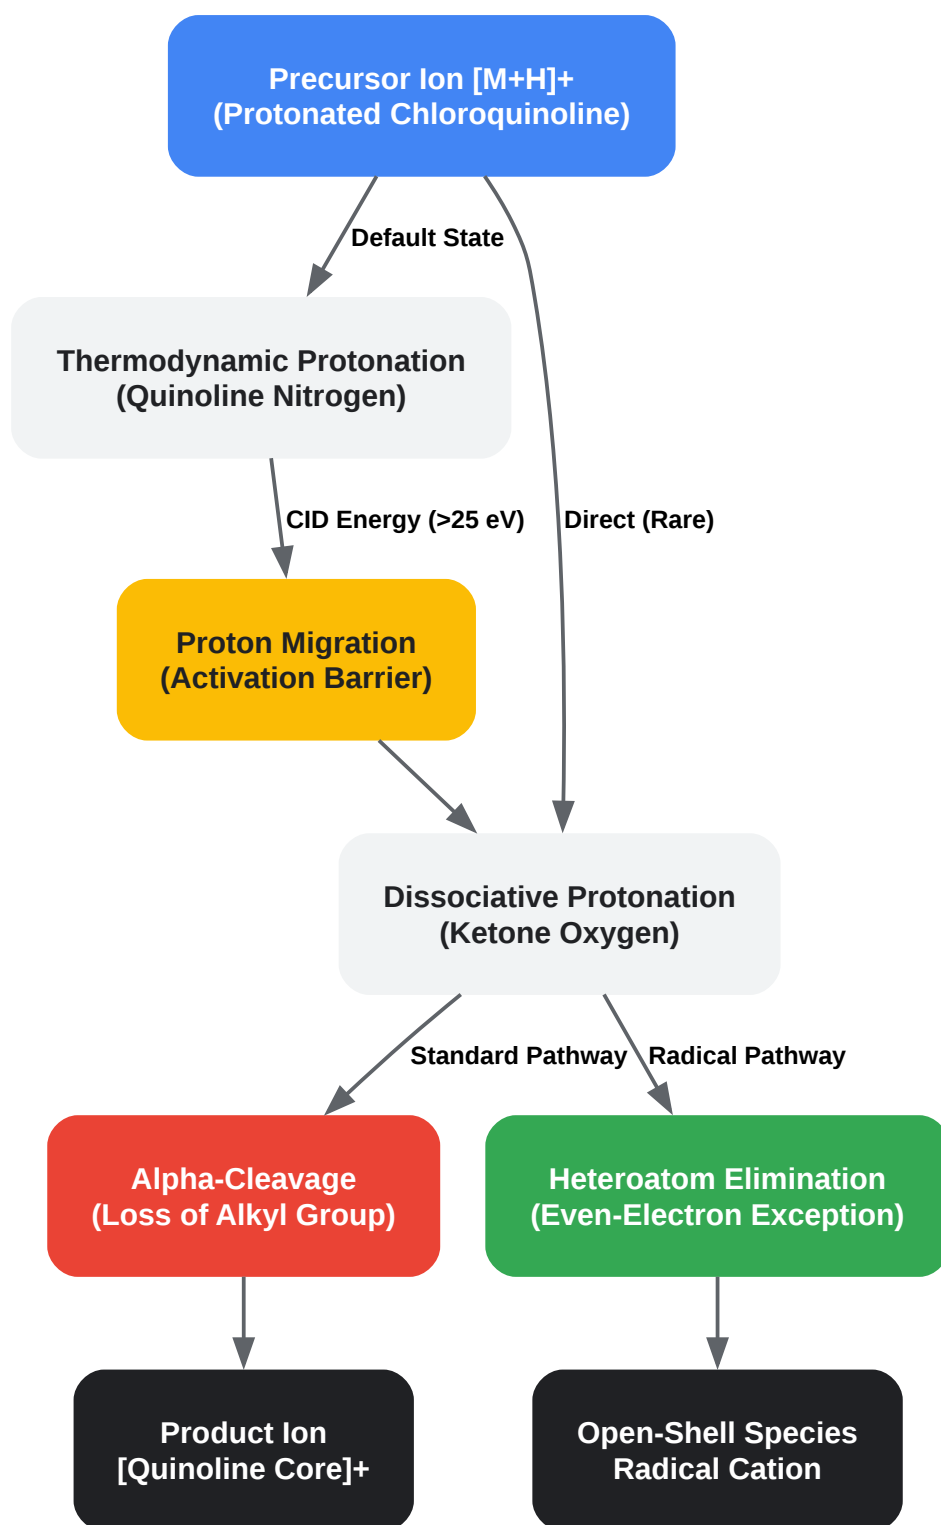 Precursor Ion [M+H]+
(Protonated Chloroquinoline)
Default State
Thermodynamic Protonation
(Quinoline Nitrogen)
CID Energy (>25 eV)
Direct (Rare)
Proton Migration
(Activation Barrier)
Dissociative Protonation
(Ketone Oxygen)
Standard Pathway
Radical Pathway
Alpha-Cleavage
(Loss of Alkyl Group)
Heteroatom Elimination
(Even-Electron Exception)
Product Ion
[Quinoline Core]+
Open-Shell Species
Radical Cation